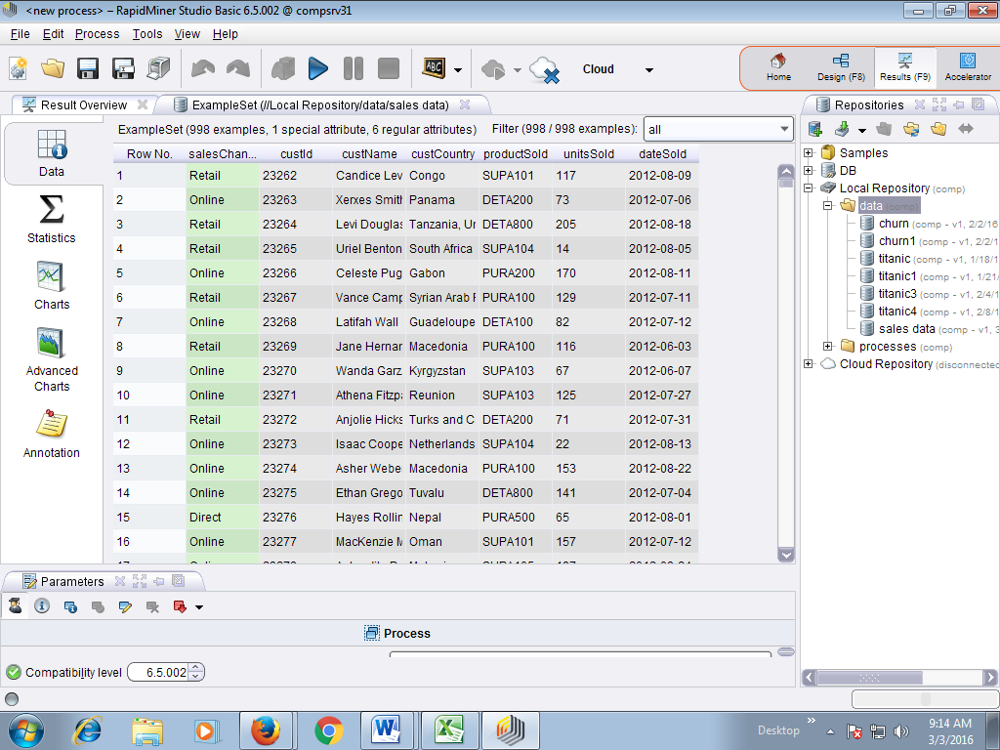 <new process> – RapidMiner Studio Basic 6.5.002 @ compsrv31
File Edit Process Tools View Help
Cloud
Home Design (F8) Results (F9) Accelerator
Result Overview ExampleSet (//Local Repository/data/sales data)
ExampleSet (998 examples, 1 special attribute, 6 regular attributes) Filter (998 / 998 examples): all
Data
Statistics
Charts
Advanced Charts
Annotation
Row No. salesChan... custId custName custCountry productSold unitsSold dateSold
1 Retail 23262 Candice Lev Congo SUPA101 117 2012-08-09
2 Online 23263 Xerxes Smith Panama DETA200 73 2012-07-06
3 Retail 23264 Levi Douglas Tanzania, Un DETA800 205 2012-08-18
4 Retail 23265 Uriel Benton South Africa SUPA104 14 2012-08-05
5 Online 23266 Celeste Pug Gabon PURA200 170 2012-08-11
6 Retail 23267 Vance Camp Syrian Arab R PURA100 129 2012-07-11
7 Online 23268 Latifah Wall Guadeloupe DETA100 82 2012-07-12
8 Retail 23269 Jane Hernar Macedonia PURA100 116 2012-06-03
9 Online 23270 Wanda Garz Kyrgyzstan SUPA103 67 2012-06-07
10 Online 23271 Athena Fitzpa Reunion SUPA103 125 2012-07-27
11 Retail 23272 Anjolie Hicks Turks and C DETA200 71 2012-07-31
12 Online 23273 Isaac Coope Netherlands SUPA104 22 2012-08-13
13 Online 23274 Asher Webe Macedonia PURA100 153 2012-08-22
14 Online 23275 Ethan Grego Tuvalu DETA800 141 2012-07-04
15 Direct 23276 Hayes Rollin Nepal PURA500 65 2012-08-01
16 Online 23277 MacKenzie M Oman SUPA101 157 2012-07-12
Repositories
Samples
DB
Local Repository (comp)
data (comp)
churn (comp - v1, 2/2/16
churn1 (comp - v1, 2/2/1
titanic (comp - v1, 1/18/1
titanic1 (comp - v1, 1/21/
titanic3 (comp - v1, 2/4/1
titanic4 (comp - v1, 2/8/1
sales data (comp - v1, 3
processes (comp)
Cloud Repository (disconnected
Parameters
Process
Compatibility level 6.5.002
Desktop
9:14 AM
3/3/2016